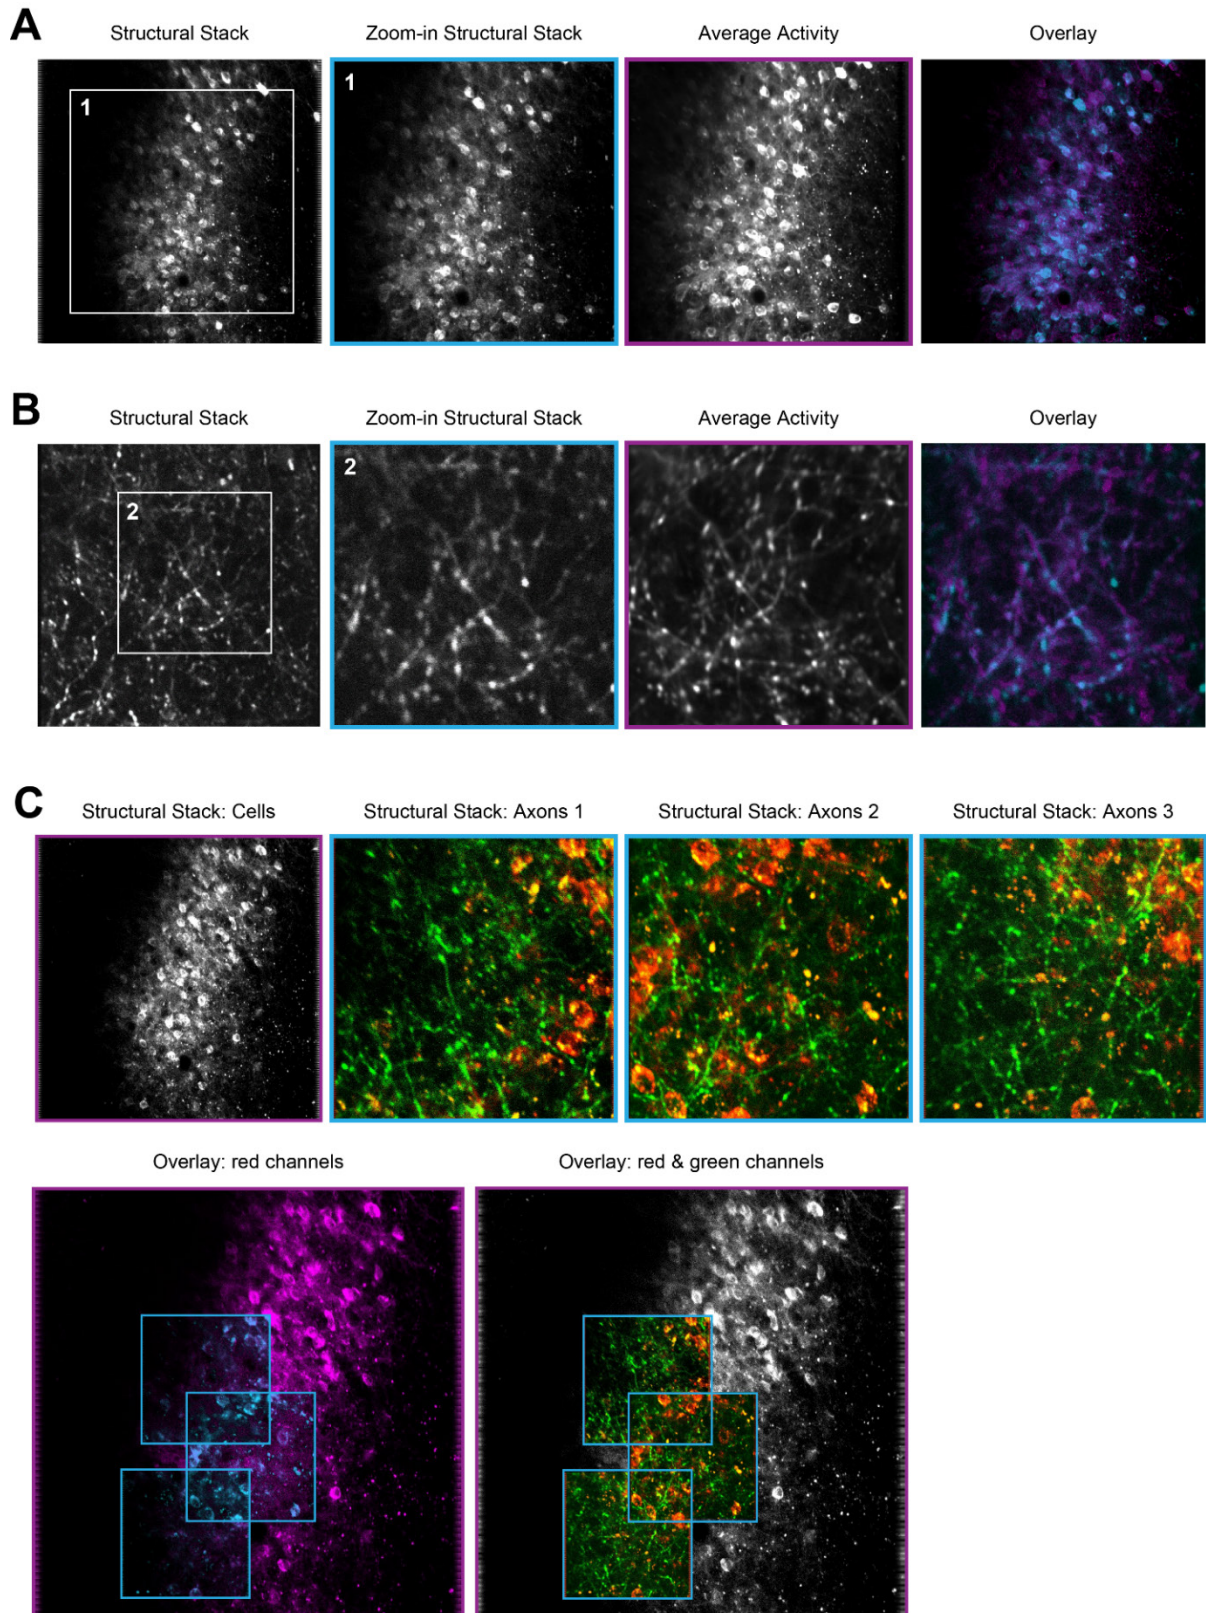 A
Structural Stack
Zoom-in Structural Stack
Average Activity
Overlay
1
1
B
Structural Stack
Zoom-in Structural Stack
Average Activity
Overlay
2
2
C
Structural Stack: Cells
Structural Stack: Axons 1
Structural Stack: Axons 2
Structural Stack: Axons 3
Overlay: red channels
Overlay: red & green channels